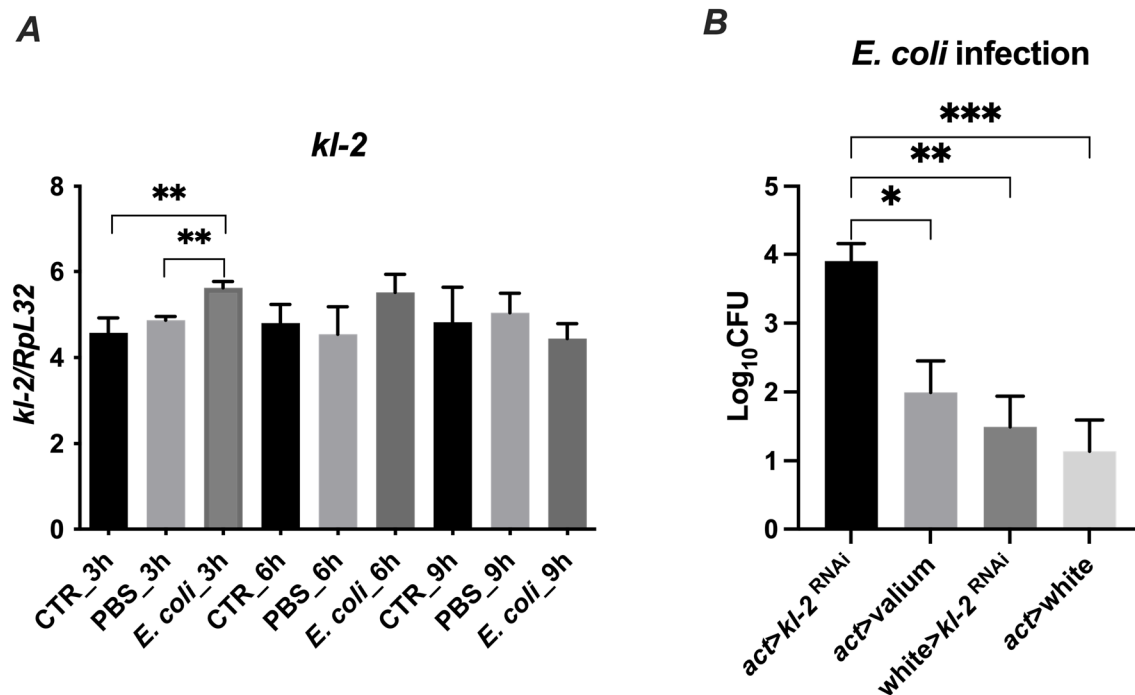 A
kl-2
**
**
kl-2/RpL32
8
6
4
2
0
CTR_3h
PBS_3h
E. coli_3h
CTR_6h
PBS_6h
E. coli_6h
CTR_9h
PBS_9h
E. coli_9h
B
E. coli infection
***
**
*
Log10CFU
5
4
3
2
1
0
act>kl-2 RNAi
act>valium
white>kl-2 RNAi
act>white